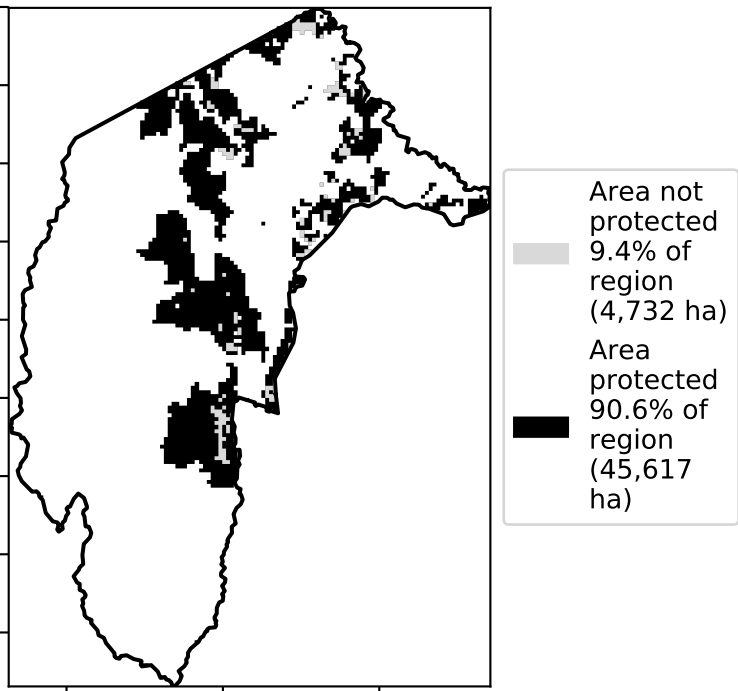 Area not
protected
9.4% of
region
(4,732 ha)
Area
protected
90.6% of
region
(45,617
ha)